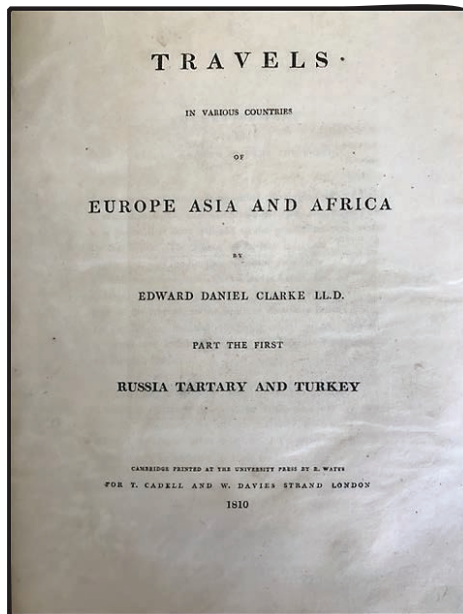 TRAVELS
IN VARIOUS COUNTRIES
OF
EUROPE ASIA AND AFRICA
BY
EDWARD DANIEL CLARKE LL.D.
PART THE FIRST
RUSSIA TARTARY AND TURKEY
CAMBRIDGE PRINTED AT THE UNIVERSITY PRESS BY R. WATTS
FOR T. CADELL AND W. DAVIES STRAND LONDON
1810